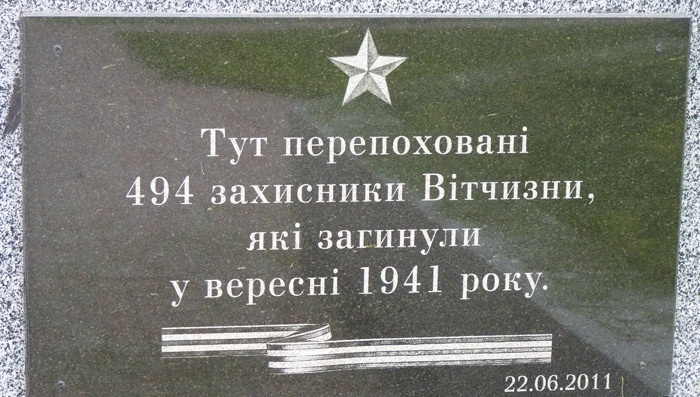 Тут перепоховані
494 захисники Вітчизни,
які загинули
у вересні 1941 року.
22.06.2011